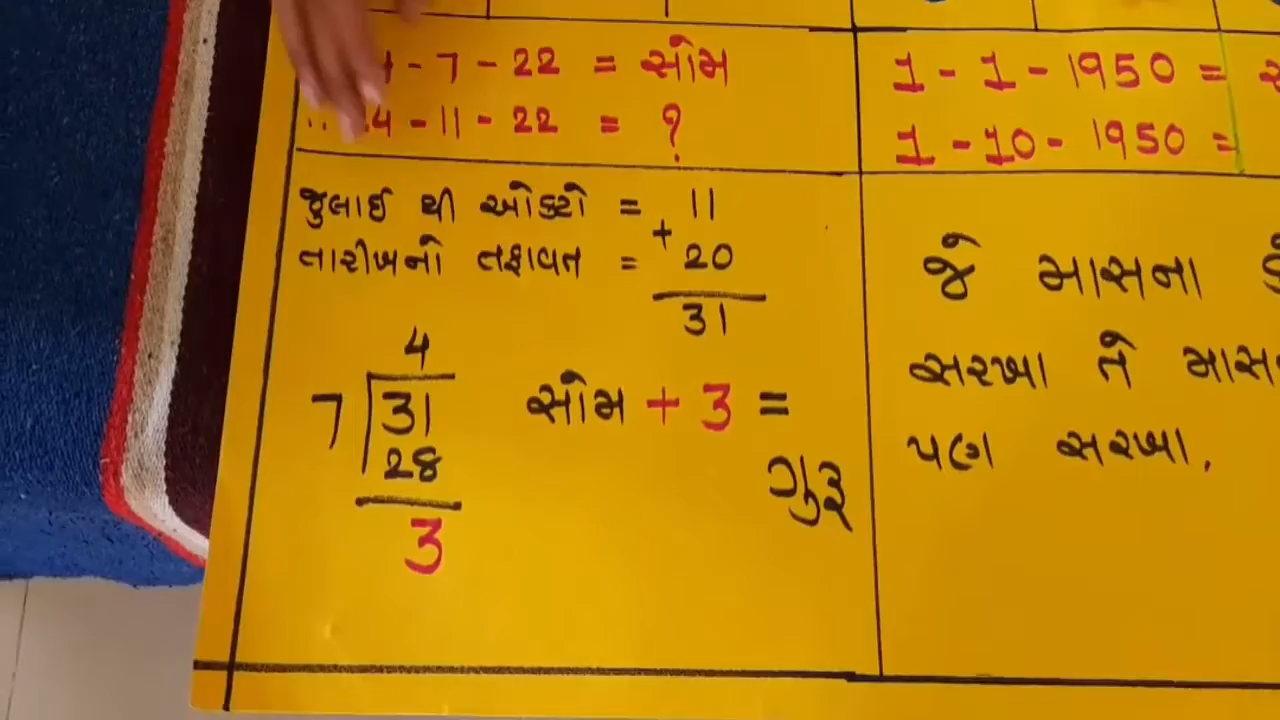 4 - 7 - 22 = સોમ
24 - 11 - 22 = ?
1 - 1 - 1950 =
1 - 10 - 1950 =
જુલાઈ થી ઓક્ટો = 11
તારીખનો તફાવત = + 20
31
4
7 31
28
3
સોમ + 3 =
ગુરૂ
જે માસના
સરખા તે માસ
પણ સરખા.